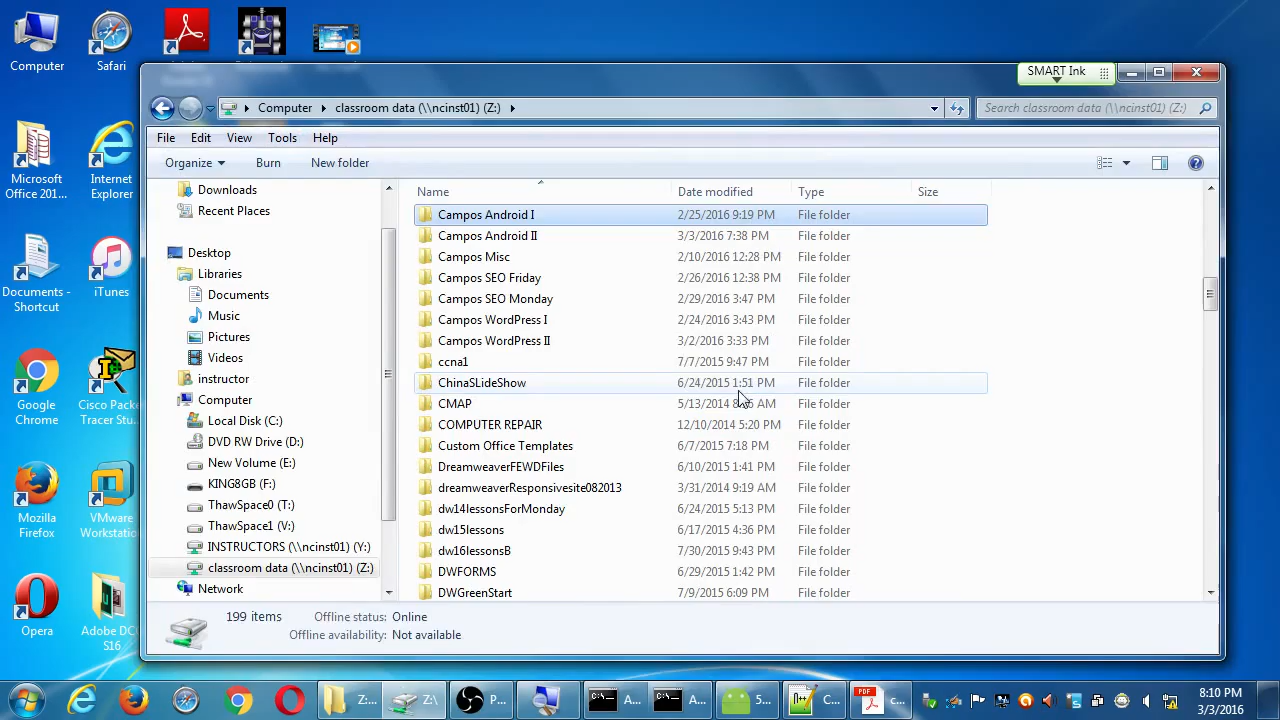 Computer
Safari
SMART Ink
Computer classroom data (\\ncinst01) (Z:)
Search classroom data (\\ncinst01) (Z:)
File Edit View Tools Help
Organize Burn New folder
Microsoft Office 201...
Internet Explorer
Documents - Shortcut
iTunes
Google Chrome
Cisco Packet Tracer Stu...
Mozilla Firefox
VMware Workstation
Opera
Adobe DC S16
Downloads
Recent Places
Desktop
Libraries
Documents
Music
Pictures
Videos
instructor
Computer
Local Disk (C:)
DVD RW Drive (D:)
New Volume (E:)
KING8GB (F:)
ThawSpace0 (T:)
ThawSpace1 (V:)
INSTRUCTORS (\\ncinst01) (Y:)
classroom data (\\ncinst01) (Z:)
Network
Name Date modified Type Size
Campos Android I 2/25/2016 9:19 PM File folder
Campos Android II 3/3/2016 7:38 PM File folder
Campos Misc 2/10/2016 12:28 PM File folder
Campos SEO Friday 2/26/2016 12:38 PM File folder
Campos SEO Monday 2/29/2016 3:47 PM File folder
Campos WordPress I 2/24/2016 3:43 PM File folder
Campos WordPress II 3/2/2016 3:33 PM File folder
ccna1 7/7/2015 9:47 PM File folder
ChinaSLideShow 6/24/2015 1:51 PM File folder
CMAP 5/13/2014 AM File folder
COMPUTER REPAIR 12/10/2014 5:20 PM File folder
Custom Office Templates 6/7/2015 7:18 PM File folder
DreamweaverFEWDFiles 6/10/2015 1:41 PM File folder
dreamweaverResponsivesite082013 3/31/2014 9:19 AM File folder
dw14lessonsForMonday 6/24/2015 5:13 PM File folder
dw15lessons 6/17/2015 4:36 PM File folder
dw16lessonsB 7/30/2015 9:43 PM File folder
DWFORMS 6/29/2015 1:42 PM File folder
DWGreenStart 7/9/2015 6:09 PM File folder
199 items Offline status: Online
Offline availability: Not available
Z:... Z:\ P... A... A... 5... C... PDF c...
8:10 PM
3/3/2016